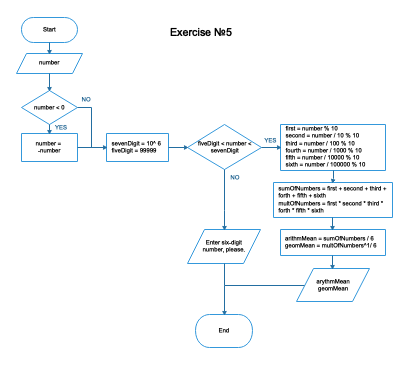 Exercise №5
Start
number
number < 0
NO
YES
number =
-number
sevenDigit = 10^ 6
fiveDigit = 99999
fiveDigit < number <
sevenDigit
YES
NO
first = number % 10
second = number / 10 % 10
third = number / 100 % 10
fourth = number / 1000 % 10
fifth = number / 10000 % 10
sixth = number / 100000 % 10
sumOfNumbers = first + second + third +
forth + fifth + sixth
multOfNumbers = first * second * third *
forth * fifth * sixth
arithMean = sumOfNumbers / 6
geomMean = multOfNumbers^1/ 6
Enter six-digit
number, please.
arythmMean
geomMean
End